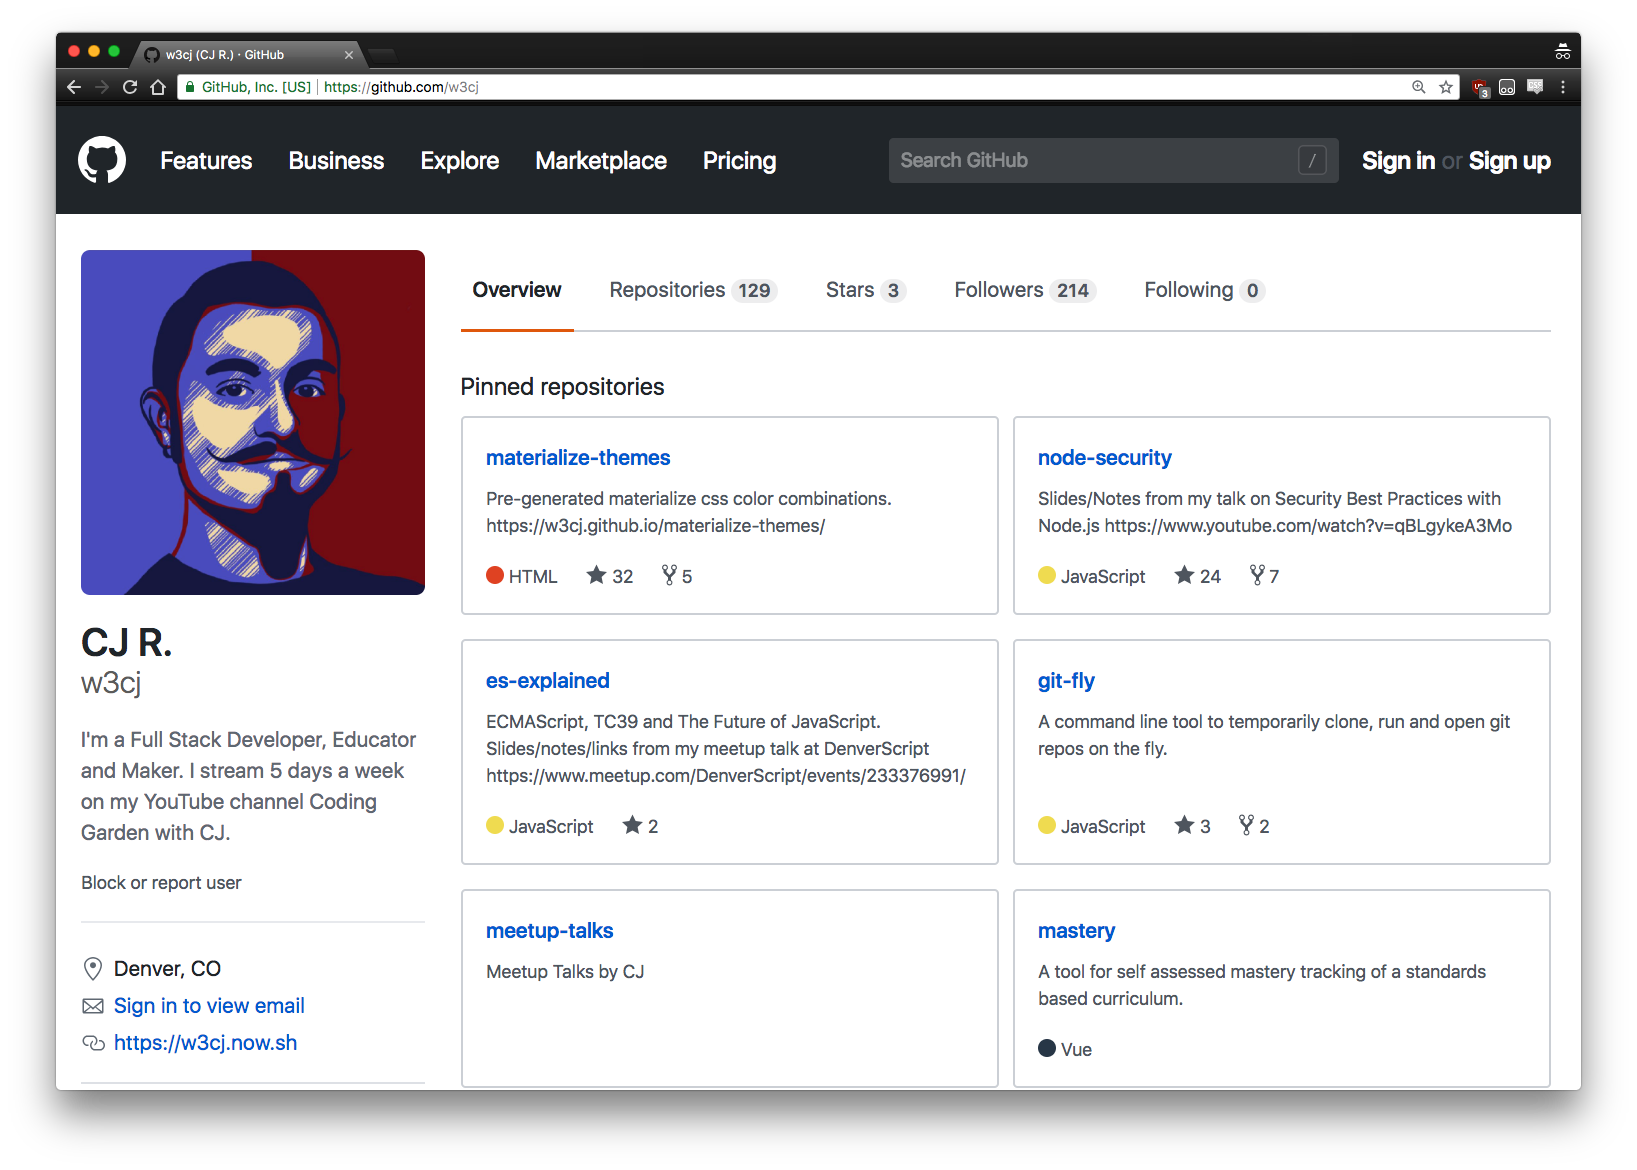 w3cj (CJ R.) · GitHub
GitHub, Inc. [US] https://github.com/w3cj
3
Features Business Explore Marketplace Pricing Search GitHub / Sign in or Sign up
Overview Repositories 129 Stars 3 Followers 214 Following 0
Pinned repositories
materialize-themes
Pre-generated materialize css color combinations.
https://w3cj.github.io/materialize-themes/
HTML 32 5
node-security
Slides/Notes from my talk on Security Best Practices with
Node.js https://www.youtube.com/watch?v=qBLgykeA3Mo
JavaScript 24 7
es-explained
ECMAScript, TC39 and The Future of JavaScript.
Slides/notes/links from my meetup talk at DenverScript
https://www.meetup.com/DenverScript/events/233376991/
JavaScript 2
git-fly
A command line tool to temporarily clone, run and open git
repos on the fly.
JavaScript 3 2
meetup-talks
Meetup Talks by CJ
mastery
A tool for self assessed mastery tracking of a standards
based curriculum.
Vue
CJ R.
w3cj
I'm a Full Stack Developer, Educator
and Maker. I stream 5 days a week
on my YouTube channel Coding
Garden with CJ.
Block or report user
Denver, CO
Sign in to view email
https://w3cj.now.sh